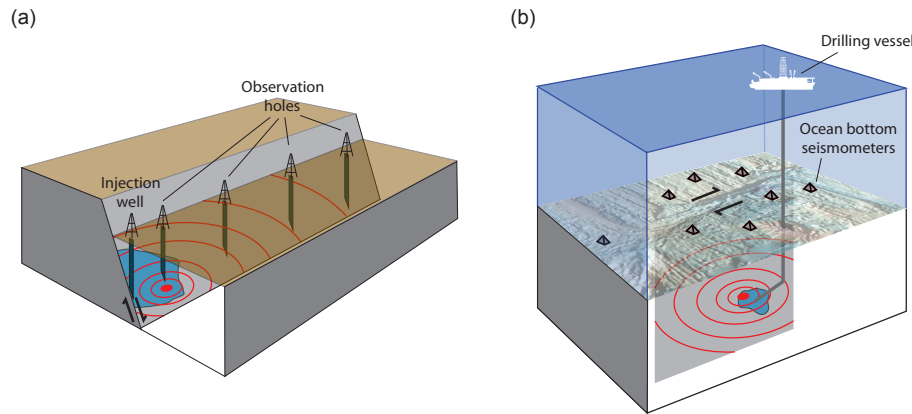 (a)
Observation
holes
Injection
well
(b)
Drilling vessel
Ocean bottom
seismometers